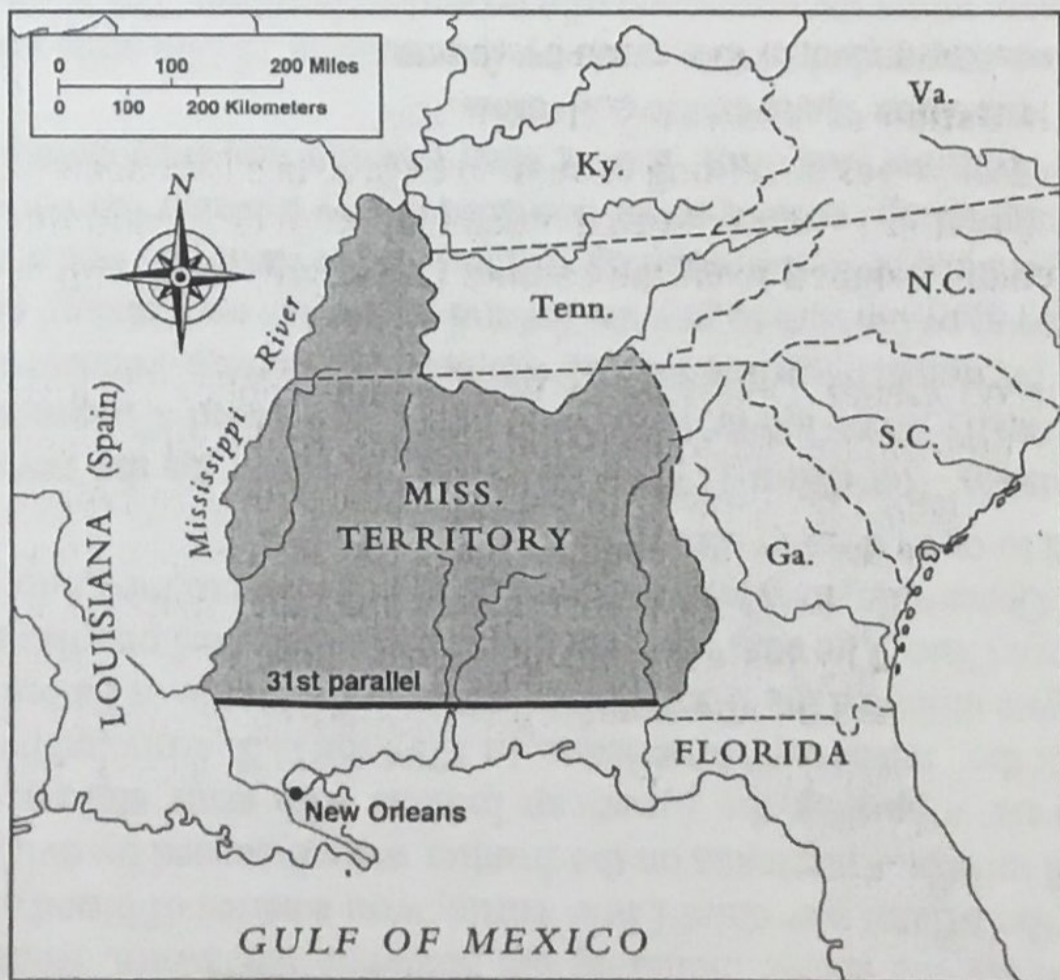 0 100 200 Miles
0 100 200 Kilometers
N
Va.
Ky.
N.C.
Tenn.
Mississippi River
LOUISIANA (Spain)
S.C.
MISS.
TERRITORY
Ga.
31st parallel
FLORIDA
New Orleans
GULF OF MEXICO